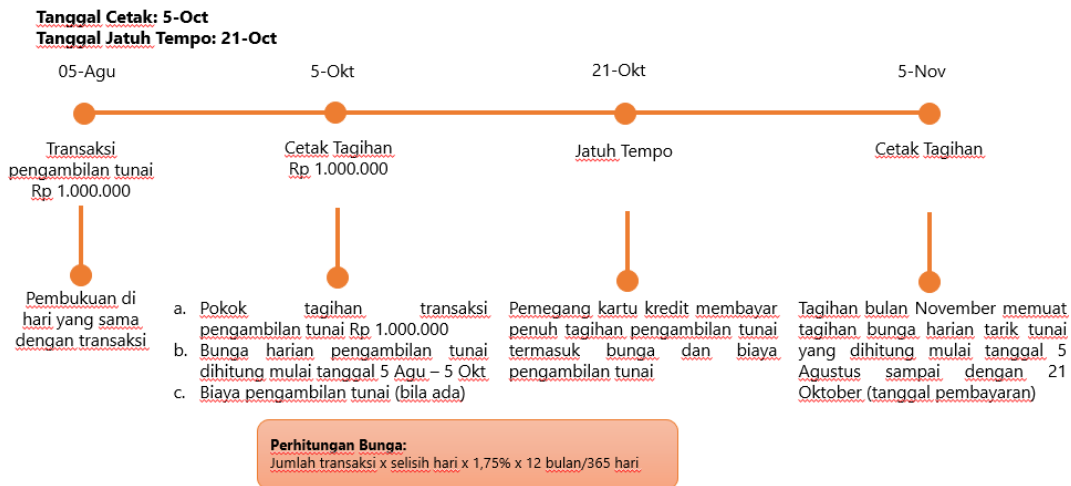 Tanggal Cetak: 5-Oct
Tanggal Jatuh Tempo: 21-Oct
05-Agu
5-Okt
21-Okt
5-Nov
Transaksi
pengambilan tunai
Rp 1.000.000
Cetak Tagihan
Rp 1.000.000
Jatuh Tempo
Cetak Tagihan
Pembukuan di
hari yang sama
dengan transaksi
a. Pokok tagihan transaksi
pengambilan tunai Rp 1.000.000
b. Bunga harian pengambilan tunai
dihitung mulai tanggal 5 Agu – 5 Okt
c. Biaya pengambilan tunai (bila ada)
Pemegang kartu kredit membayar
penuh tagihan pengambilan tunai
termasuk bunga dan biaya
pengambilan tunai
Tagihan bulan November memuat
tagihan bunga harian tarik tunai
yang dihitung mulai tanggal 5
Agustus sampai dengan 21
Oktober (tanggal pembayaran)
Perhitungan Bunga:
Jumlah transaksi x selisih hari x 1,75% x 12 bulan/365 hari